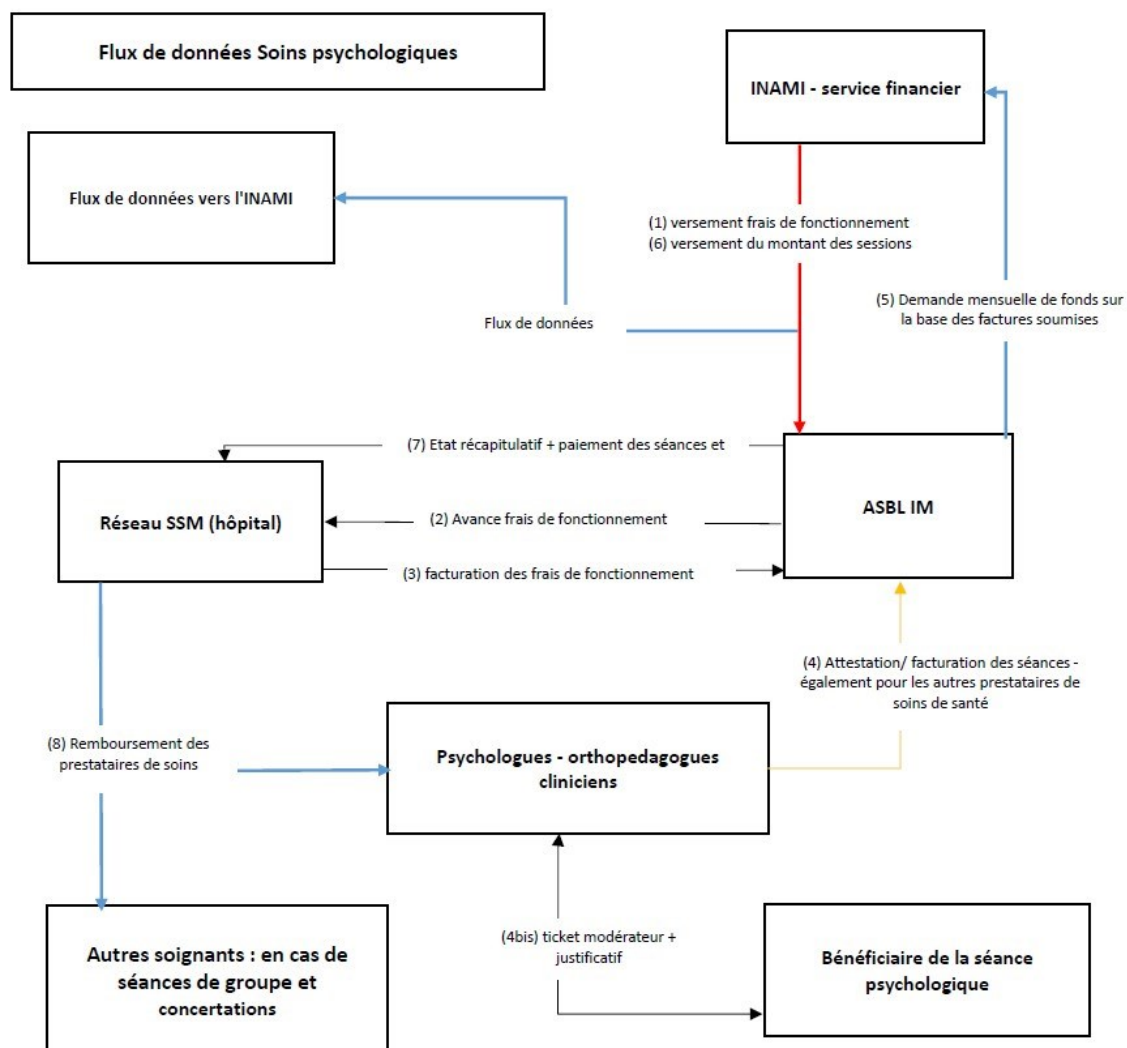 Flux de données Soins psychologiques
INAMI - service financier
Flux de données vers l'INAMI
(1) versement frais de fonctionnement
(6) versement du montant des sessions
(5) Demande mensuelle de fonds sur
la base des factures soumises
Flux de données
(7) Etat récapitulatif + paiement des séances et
Réseau SSM (hôpital)
(2) Avance frais de fonctionnement
ASBL IM
(3) facturation des frais de fonctionnement
(4) Attestation/ facturation des séances -
également pour les autres prestataires de
soins de santé
(8) Remboursement des
prestataires de soins
Psychologues - orthopedagogues
cliniciens
Autres soignants : en cas de
séances de groupe et
concertations
(4bis) ticket modérateur +
justificatif
Bénéficiaire de la séance
psychologique